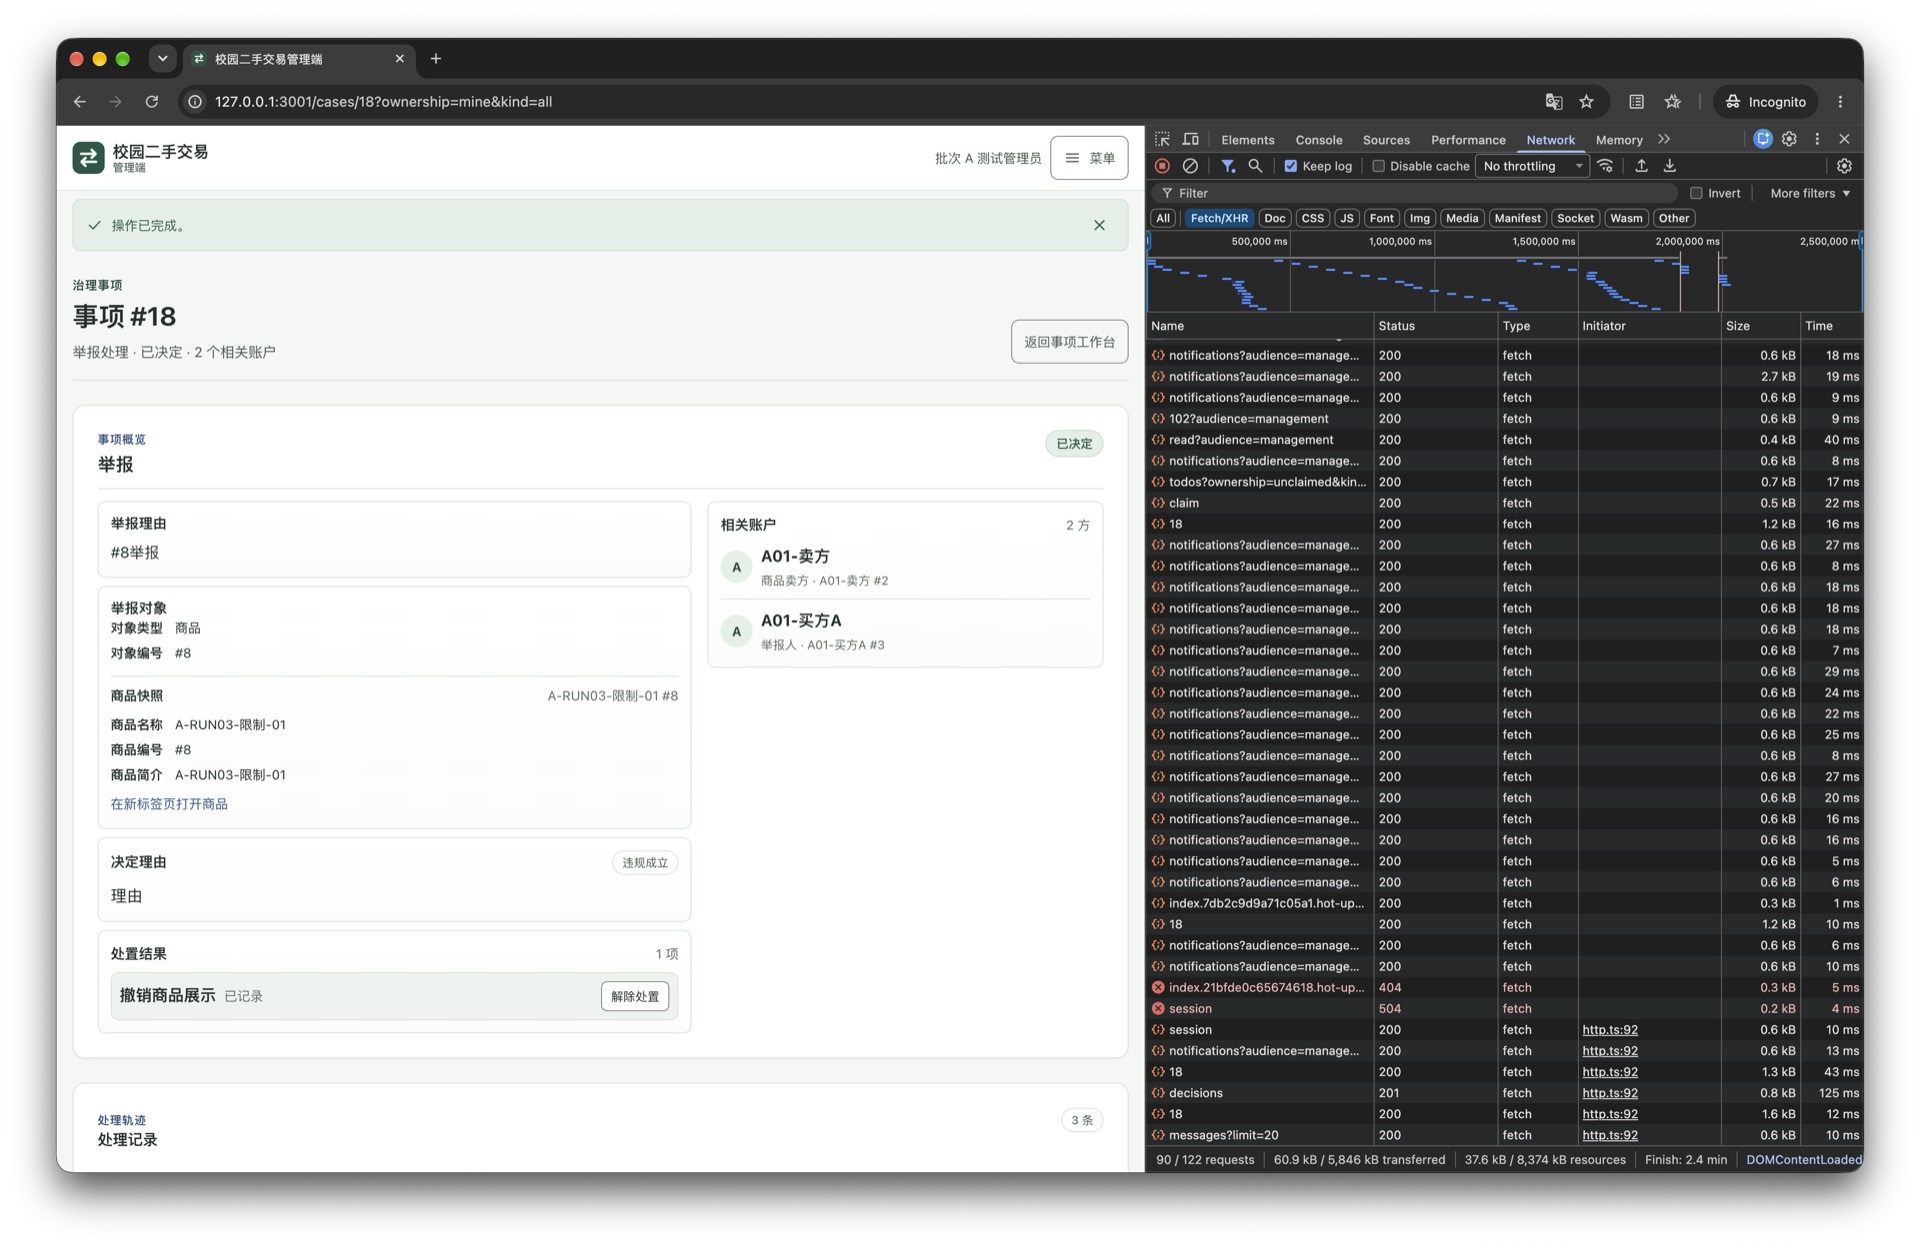 校园二手交易管理端
127.0.0.1:3001/cases/18?ownership=mine&kind=all
Incognito
校园二手交易
管理端
批次 A 测试管理员
菜单
操作已完成。
治理事项
事项 #18
举报处理 · 已决定 · 2 个相关账户
返回事项工作台
事项概览
举报
已决定
举报理由
#8举报
举报对象
对象类型 商品
对象编号 #8
商品快照 A-RUN03-限制-01 #8
商品名称 A-RUN03-限制-01
商品编号 #8
商品简介 A-RUN03-限制-01
在新标签页打开商品
决定理由 违规成立
理由
处置结果 1 项
撤销商品展示 已记录 解除处置
相关账户 2 方
A
A01-卖方
商品卖方 · A01-卖方 #2
A
A01-买方A
举报人 · A01-买方A #3
处理轨迹
处理记录
3 条
Elements Console Sources Performance Network Memory
Keep log Disable cache No throttling
Filter Invert More filters
All Fetch/XHR Doc CSS JS Font Img Media Manifest Socket Wasm Other
500,000 ms 1,000,000 ms 1,500,000 ms 2,000,000 ms 2,500,000 m
Name Status Type Initiator Size Time
notifications?audience=manage... 200 fetch 0.6 kB 18 ms
notifications?audience=manage... 200 fetch 2.7 kB 19 ms
notifications?audience=manage... 200 fetch 0.6 kB 9 ms
102?audience=management 200 fetch 0.6 kB 9 ms
read?audience=management 200 fetch 0.4 kB 40 ms
notifications?audience=manage... 200 fetch 0.6 kB 8 ms
todos?ownership=unclaimed&kin... 200 fetch 0.7 kB 17 ms
claim 200 fetch 0.5 kB 22 ms
18 200 fetch 1.2 kB 16 ms
notifications?audience=manage... 200 fetch 0.6 kB 27 ms
notifications?audience=manage... 200 fetch 0.6 kB 8 ms
notifications?audience=manage... 200 fetch 0.6 kB 18 ms
notifications?audience=manage... 200 fetch 0.6 kB 18 ms
notifications?audience=manage... 200 fetch 0.6 kB 18 ms
notifications?audience=manage... 200 fetch 0.6 kB 7 ms
notifications?audience=manage... 200 fetch 0.6 kB 29 ms
notifications?audience=manage... 200 fetch 0.6 kB 24 ms
notifications?audience=manage... 200 fetch 0.6 kB 22 ms
notifications?audience=manage... 200 fetch 0.6 kB 25 ms
notifications?audience=manage... 200 fetch 0.6 kB 8 ms
notifications?audience=manage... 200 fetch 0.6 kB 27 ms
notifications?audience=manage... 200 fetch 0.6 kB 20 ms
notifications?audience=manage... 200 fetch 0.6 kB 16 ms
notifications?audience=manage... 200 fetch 0.6 kB 16 ms
notifications?audience=manage... 200 fetch 0.6 kB 5 ms
notifications?audience=manage... 200 fetch 0.6 kB 6 ms
index.7db2c9d9a71c05a1.hot-up... 200 fetch 0.3 kB 1 ms
18 200 fetch 1.2 kB 10 ms
notifications?audience=manage... 200 fetch 0.6 kB 6 ms
notifications?audience=manage... 200 fetch 0.6 kB 10 ms
index.21bfde0c65674618.hot-up... 404 fetch 0.3 kB 5 ms
session 504 fetch 0.2 kB 4 ms
session 200 fetch http.ts:92 0.6 kB 10 ms
notifications?audience=manage... 200 fetch http.ts:92 0.6 kB 13 ms
18 200 fetch http.ts:92 1.3 kB 43 ms
decisions 201 fetch http.ts:92 0.8 kB 125 ms
18 200 fetch http.ts:92 1.6 kB 12 ms
messages?limit=20 200 fetch http.ts:92 0.6 kB 10 ms
90 / 122 requests 60.9 kB / 5,846 kB transferred 37.6 kB / 8,374 kB resources Finish: 2.4 min DOMContentLoaded